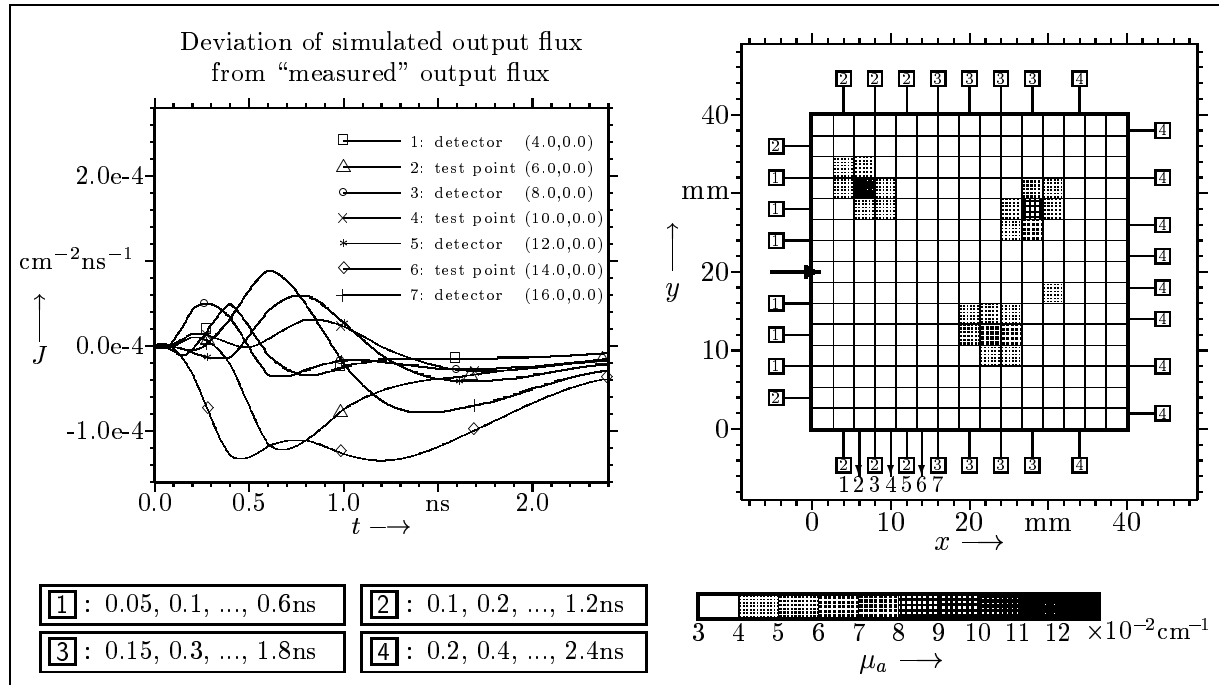 Deviation of simulated output flux
from “measured” output flux
1: detector (4.0,0.0)
2: test point (6.0,0.0)
3: detector (8.0,0.0)
4: test point (10.0,0.0)
5: detector (12.0,0.0)
6: test point (14.0,0.0)
7: detector (16.0,0.0)
2.0e-4
cm−2ns−1
J →
0.0e-4
-1.0e-4
0.0 0.5 1.0 ns 2.0
t →
2 2 2 3 3 3 3 4
40
mm
20
y →
10
0
2
1
1
1
1
1
1
2
4
4
4
4
4
4
4
2 2 2 3 3 3 3 4
1 2 3 4 5 6 7
0 10 20 mm 40
x →
1 : 0.05, 0.1, ..., 0.6ns
2 : 0.1, 0.2, ..., 1.2ns
3 : 0.15, 0.3, ..., 1.8ns
4 : 0.2, 0.4, ..., 2.4ns
3 4 5 6 7 8 9 10 11 12 ×10−2cm−1
μa →